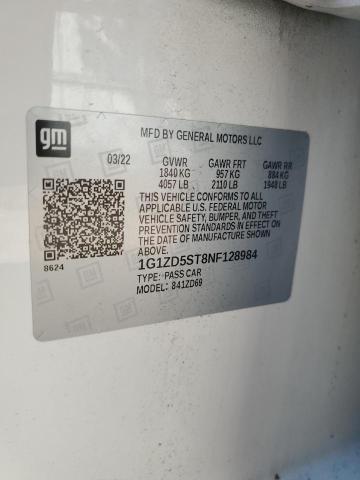 gm
MFD BY GENERAL MOTORS LLC
03/22 GVWR GAWR FRT GAWR RR
1840 KG 957 KG 884 KG
4057 LB 2110 LB 1948 LB
THIS VEHICLE CONFORMS TO ALL
APPLICABLE U.S. FEDERAL MOTOR
VEHICLE SAFETY, BUMPER, AND THEFT
PREVENTION STANDARDS IN EFFECT ON
THE DATE OF MANUFACTURE SHOWN
ABOVE.
8624
1G1ZD5ST8NF128984
TYPE: PASS CAR
MODEL: 841ZD69